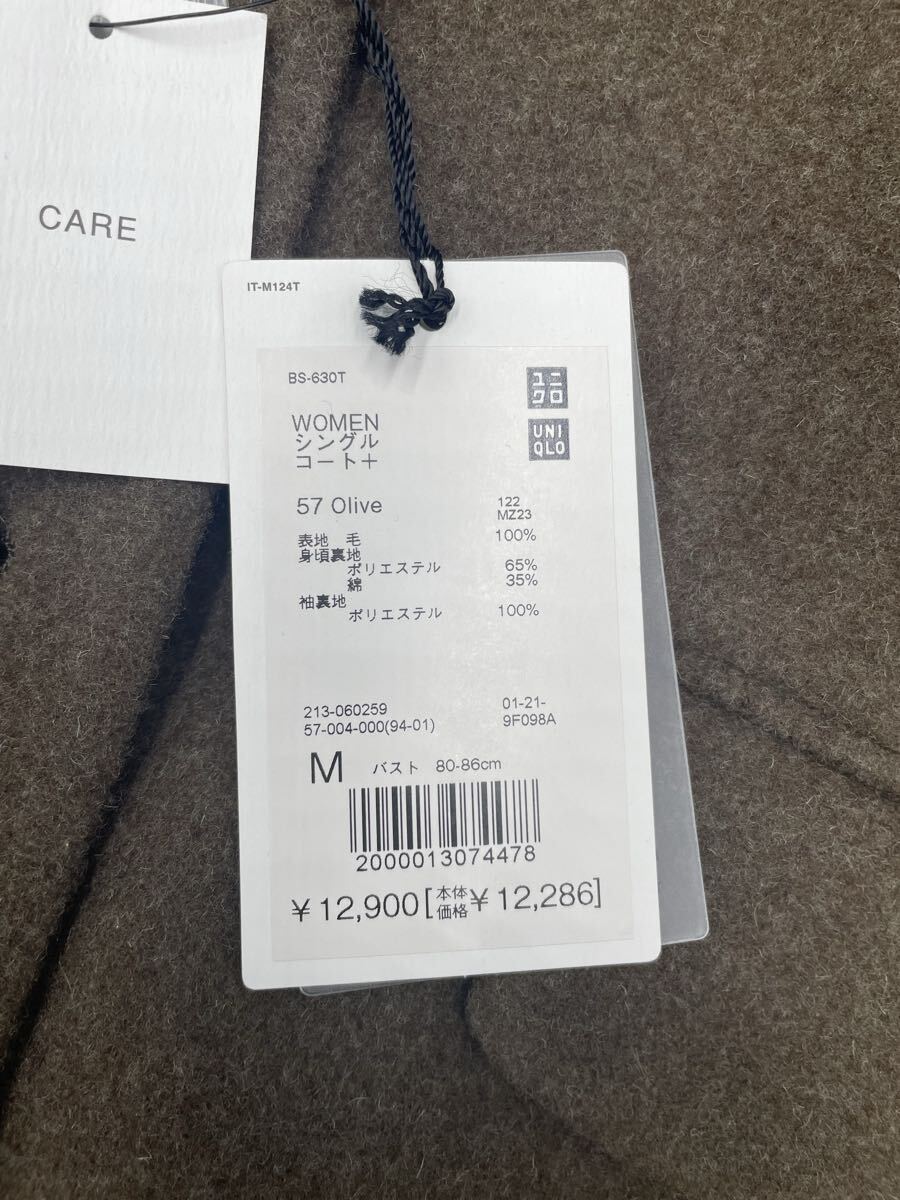 CARE
IT-M124T
BS-630T
ユニ
クロ
UNI
QLO
WOMEN
シングル
コート＋
57 Olive
122
MZ23
表地　毛 100%
身頃裏地
ポリエステル 65%
綿 35%
袖裏地
ポリエステル 100%
213-060259
57-004-000(94-01)
01-21-
9F098A
M バスト 80-86cm
2000013074478
¥12,900[本体価格¥12,286]